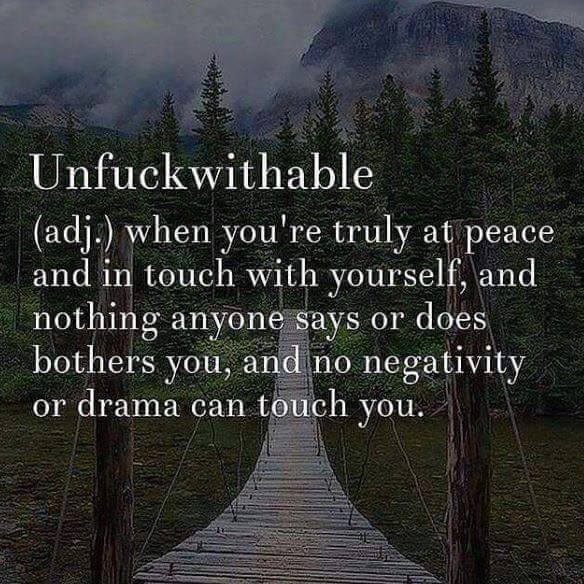 Unfuckwithable
(adj.) when you're truly at peace
and in touch with yourself, and
nothing anyone says or does
bothers you, and no negativity
or drama can touch you.